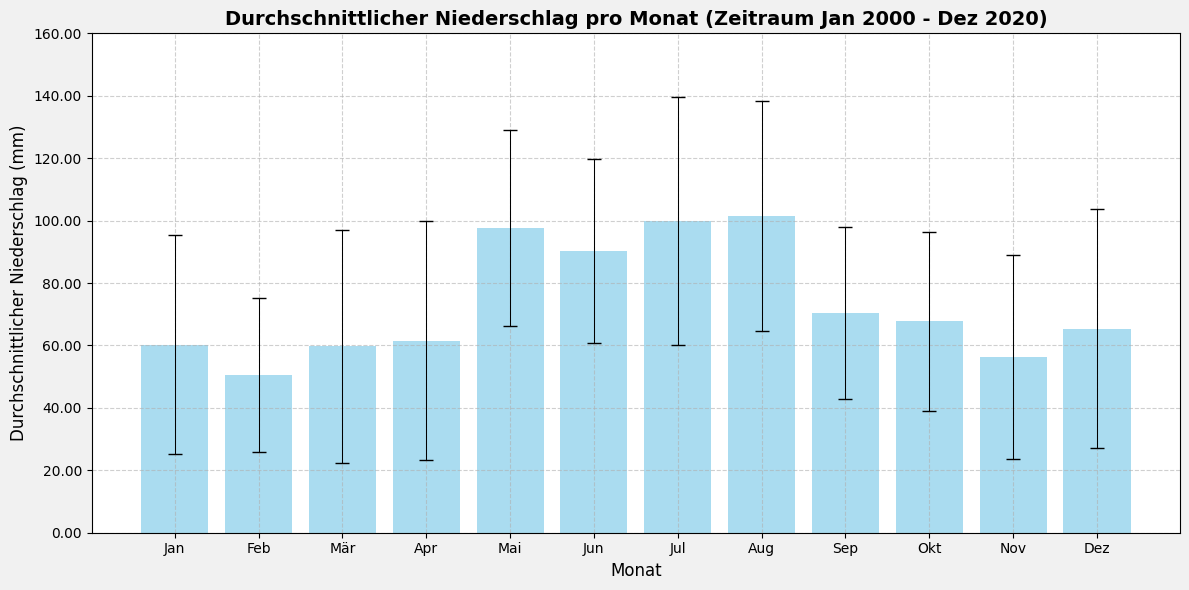 Durchschnittlicher Niederschlag pro Monat (Zeitraum Jan 2000 - Dez 2020)
Durchschnittlicher Niederschlag (mm)
160.00
140.00
120.00
100.00
80.00
60.00
40.00
20.00
0.00
Jan Feb Mär Apr Mai Jun Jul Aug Sep Okt Nov Dez
Monat